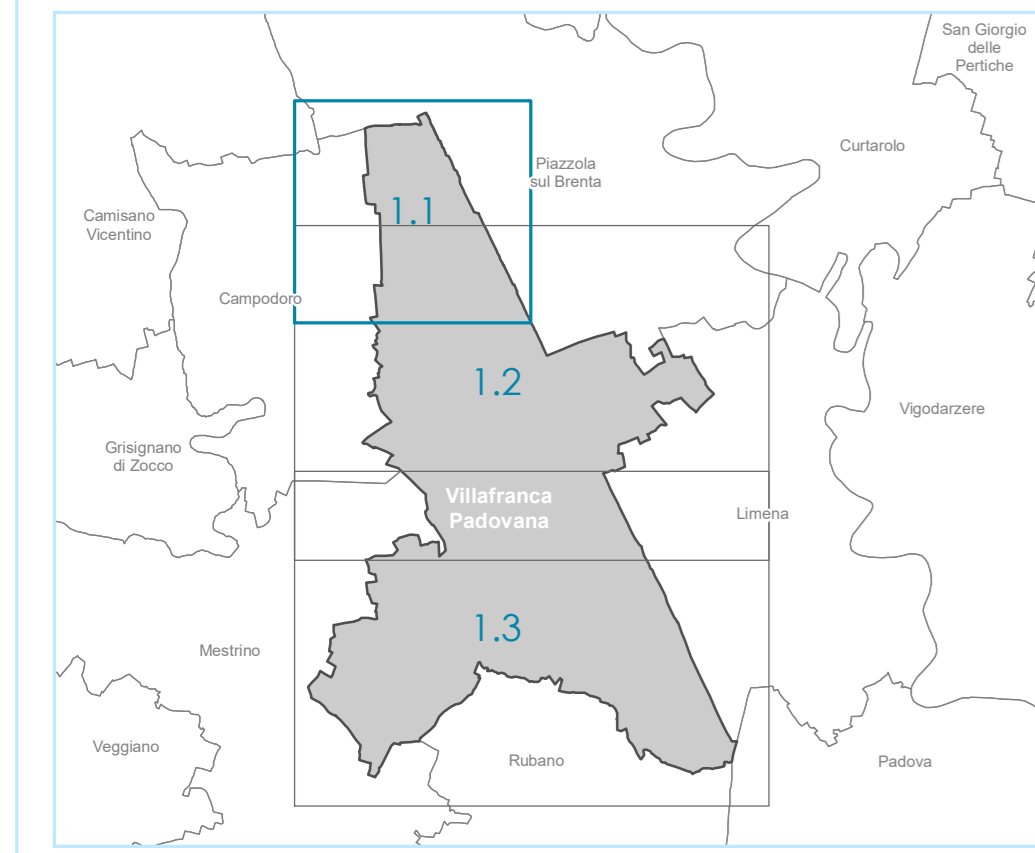 San Giorgio
delle
Pertiche
Curtarolo
Piazzola
sul Brenta
1.1
Camisano
Vicentino
Campodoro
1.2
Vigodarzere
Grisignano
di Zocco
Villafranca
Padovana
Limena
1.3
Mestrino
Veggiano
Rubano
Padova